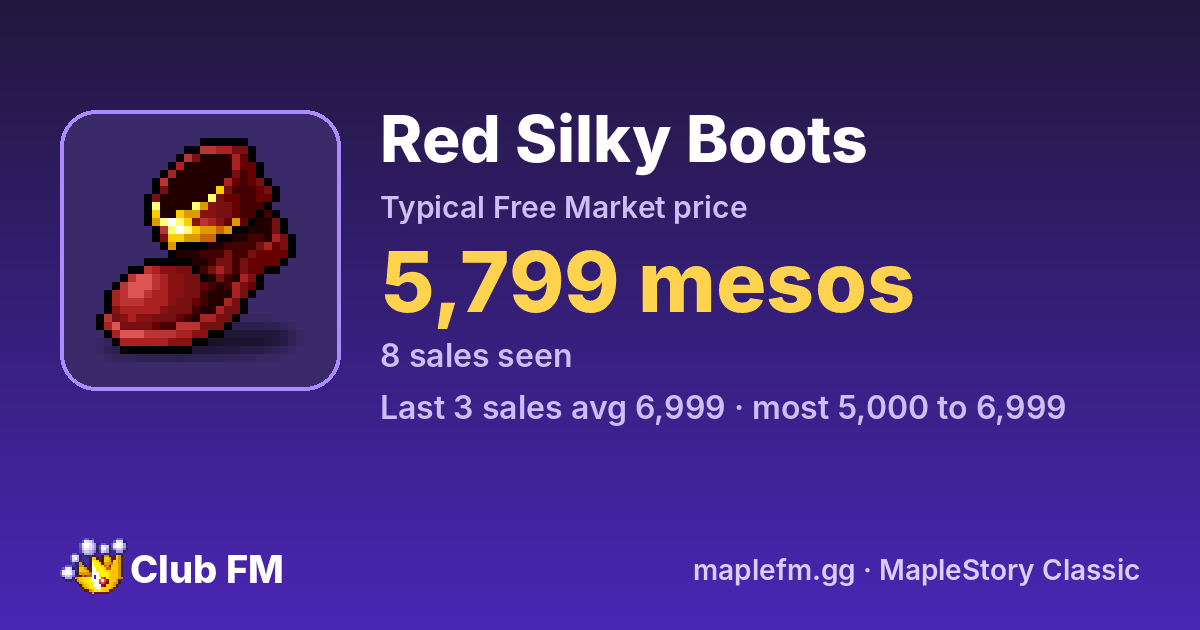 Red Silky Boots
Typical Free Market price
5,799 mesos
8 sales seen
Last 3 sales avg 6,999 · most 5,000 to 6,999
Club FM
maplefm.gg · MapleStory Classic